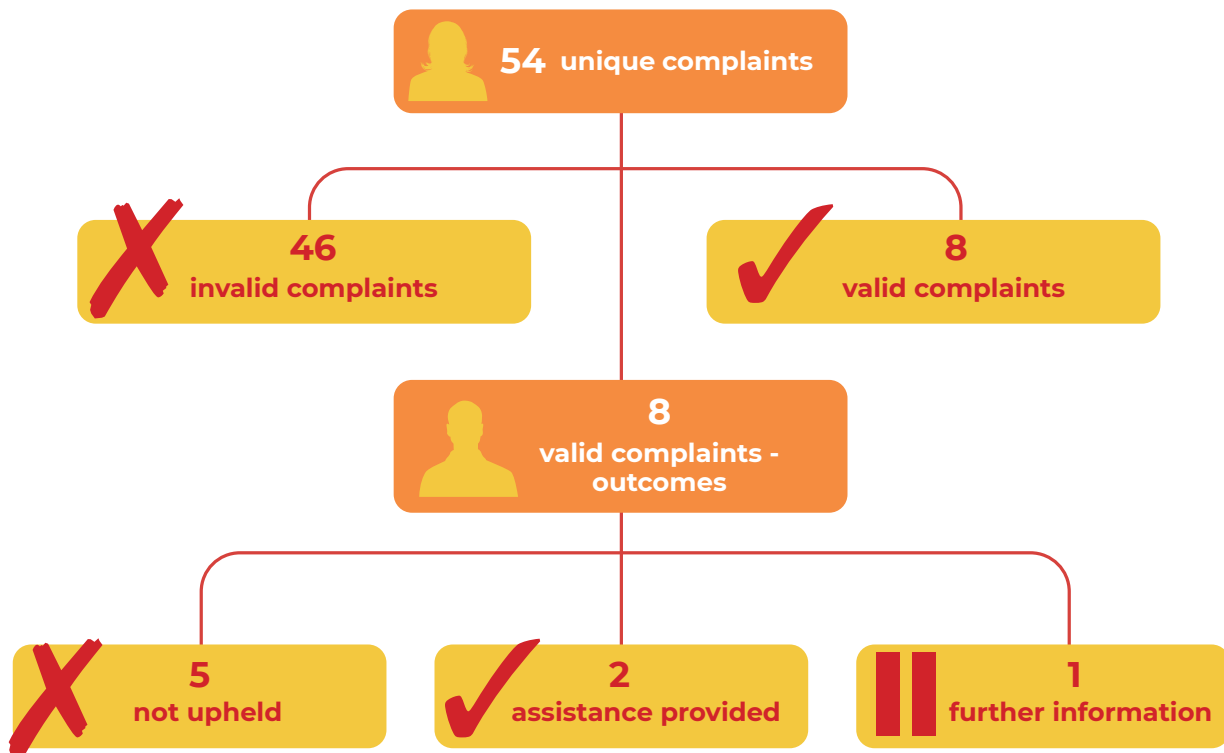 54 unique complaints
46
invalid complaints
8
valid complaints
8
valid complaints -
outcomes
5
not upheld
2
assistance provided
1
further information